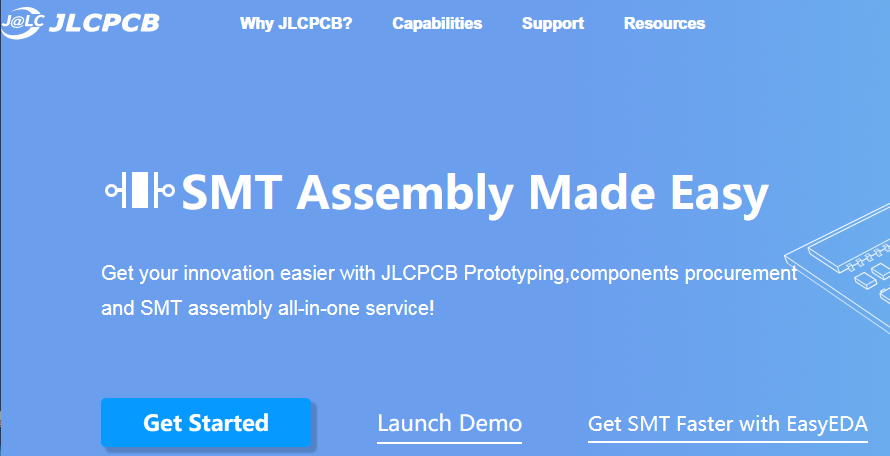 J@LC JLCPCB Why JLCPCB? Capabilities Support Resources
SMT Assembly Made Easy
Get your innovation easier with JLCPCB Prototyping,components procurement
and SMT assembly all-in-one service!
Get Started Launch Demo Get SMT Faster with EasyEDA